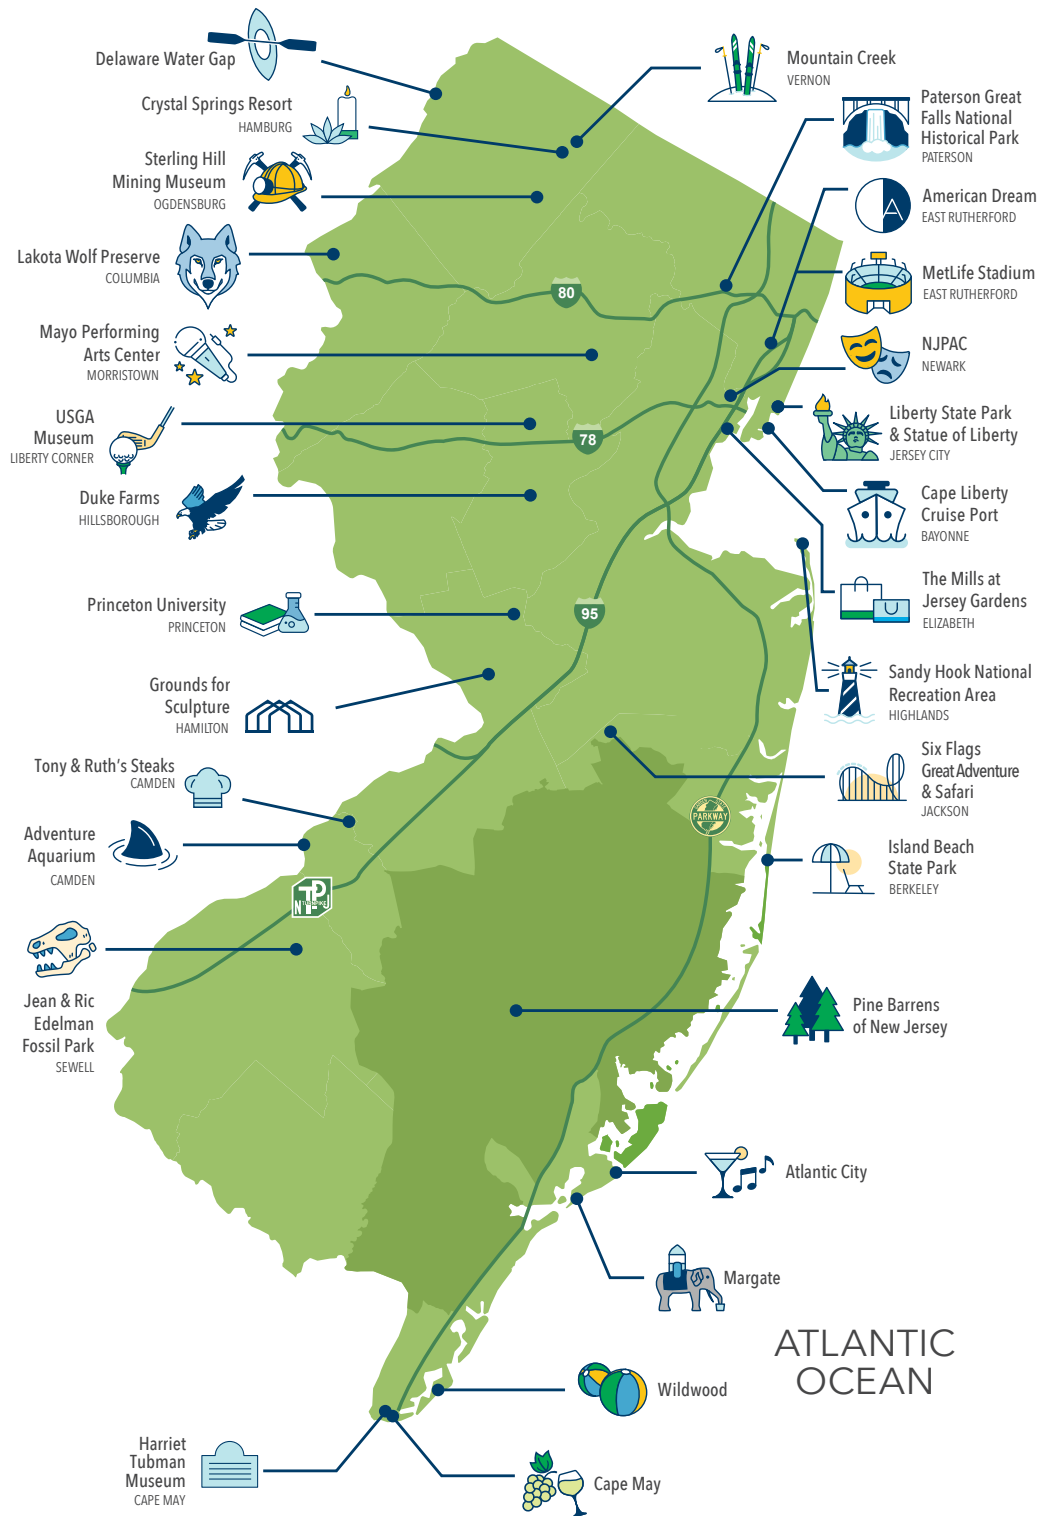 Delaware Water Gap
Crystal Springs Resort
HAMBURG
Sterling Hill
Mining Museum
OGDENSBURG
Lakota Wolf Preserve
COLUMBIA
Mayo Performing
Arts Center
MORRISTOWN
USGA
Museum
LIBERTY CORNER
Duke Farms
HILLSBOROUGH
Princeton University
PRINCETON
Grounds for
Sculpture
HAMILTON
Tony & Ruth's Steaks
CAMDEN
Adventure
Aquarium
CAMDEN
Jean & Ric
Edelman
Fossil Park
SEWELL
Harriet
Tubman
Museum
CAPE MAY
80
78
95
PARKWAY
N TP
TURNPIKE
J
Mountain Creek
VERNON
Paterson Great
Falls National
Historical Park
PATERSON
A
American Dream
EAST RUTHERFORD
MetLife Stadium
EAST RUTHERFORD
NJPAC
NEWARK
Liberty State Park
& Statue of Liberty
JERSEY CITY
Cape Liberty
Cruise Port
BAYONNE
The Mills at
Jersey Gardens
ELIZABETH
Sandy Hook National
Recreation Area
HIGHLANDS
Six Flags
Great Adventure
& Safari
JACKSON
Island Beach
State Park
BERKELEY
Pine Barrens
of New Jersey
Atlantic City
Margate
ATLANTIC
OCEAN
Wildwood
Cape May